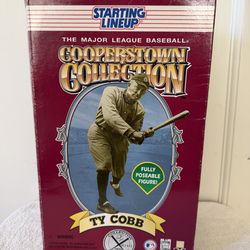 STARTING
LINEUP
THE MAJOR LEAGUE BASEBALL®
COOPERSTOWN
COLLECTION
FULLY
POSEABLE
FIGURE!
TY COBB